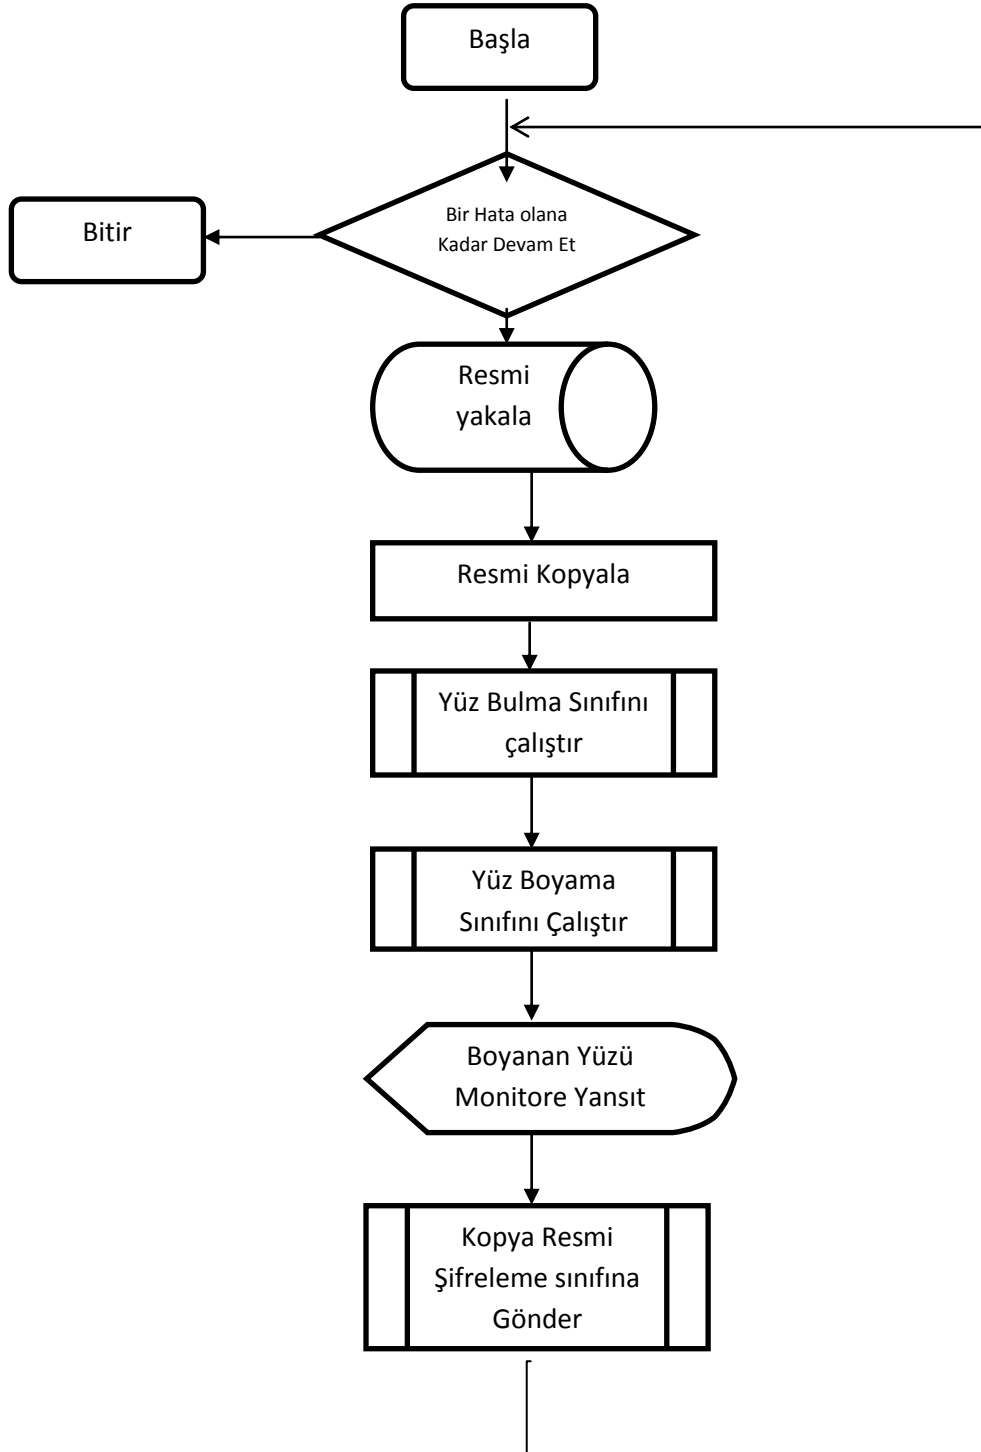 Başla
Bir Hata olana
Kadar Devam Et
Bitir
Resmi
yakala
Resmi Kopyala
Yüz Bulma Sınıfını
çalıştır
Yüz Boyama
Sınıfını Çalıştır
Boyanan Yüzü
Monitore Yansıt
Kopya Resmi
Şifreleme sınıfına
Gönder